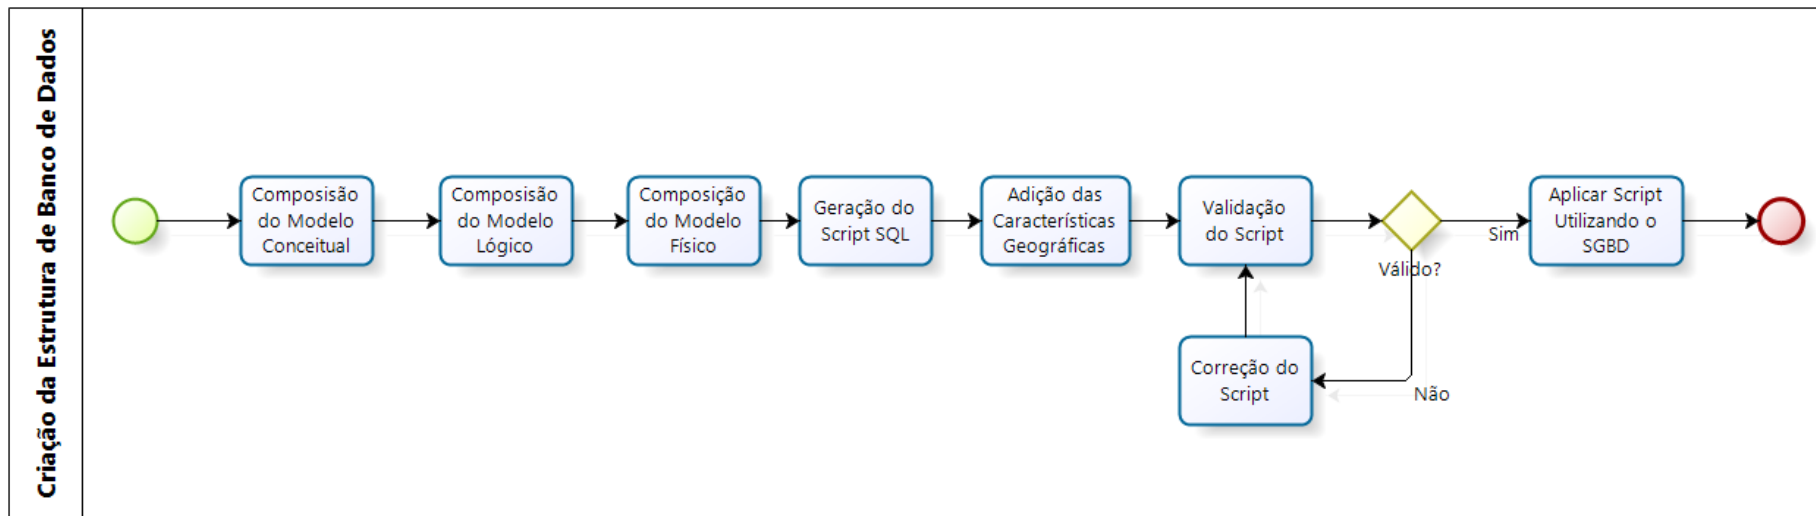 Criação da Estrutura de Banco de Dados
Composisão
do Modelo
Conceitual
Composisão
do Modelo
Lógico
Composição
do Modelo
Físico
Geração do
Script SQL
Adição das
Características
Geográficas
Validação
do Script
Válido?
Sim
Aplicar Script
Utilizando o
SGBD
Correção do
Script
Não